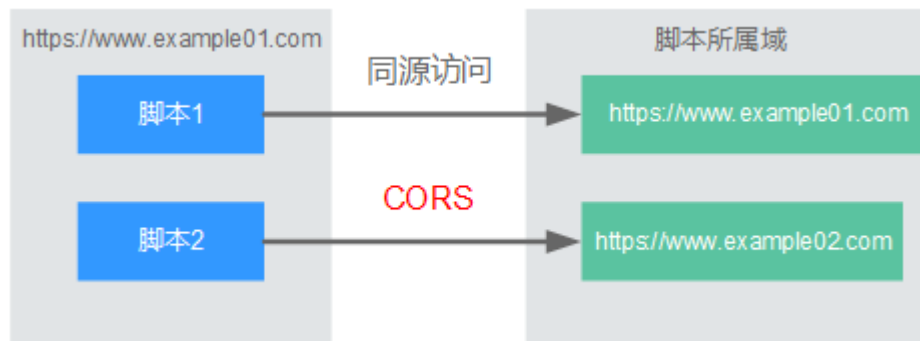 https://www.example01.com
脚本所属域
同源访问
脚本1
https://www.example01.com
CORS
脚本2
https://www.example02.com